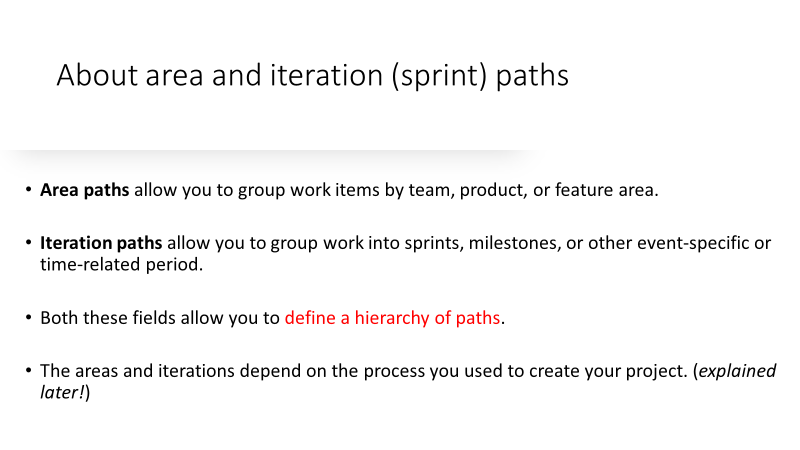 About area and iteration (sprint) paths
• Area paths allow you to group work items by team, product, or feature area.
• Iteration paths allow you to group work into sprints, milestones, or other event-specific or
time-related period.
• Both these fields allow you to define a hierarchy of paths.
• The areas and iterations depend on the process you used to create your project. (explained
later!)